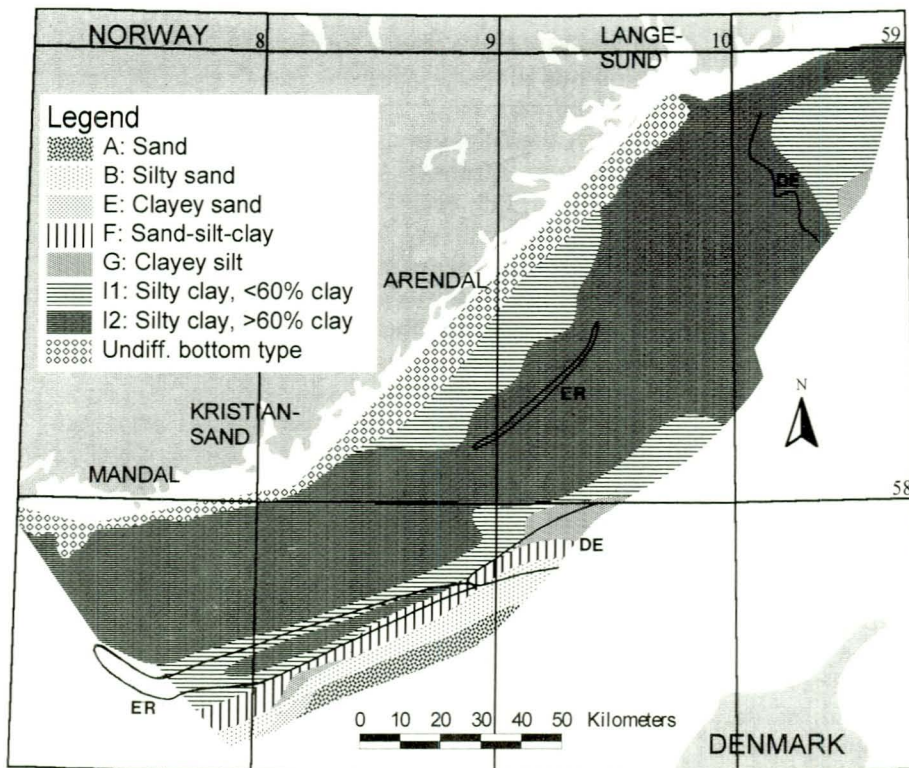 NORWAY
8
9
LANGE-
SUND
10
59
Legend
A: Sand
B: Silty sand
E: Clayey sand
F: Sand-silt-clay
G: Clayey silt
I1: Silty clay, <60% clay
I2: Silty clay, >60% clay
Undiff. bottom type
DE
ARENDAL
ER
N
KRISTIAN-
SAND
MANDAL
58
DE
ER
0 10 20 30 40 50 Kilometers
DENMARK